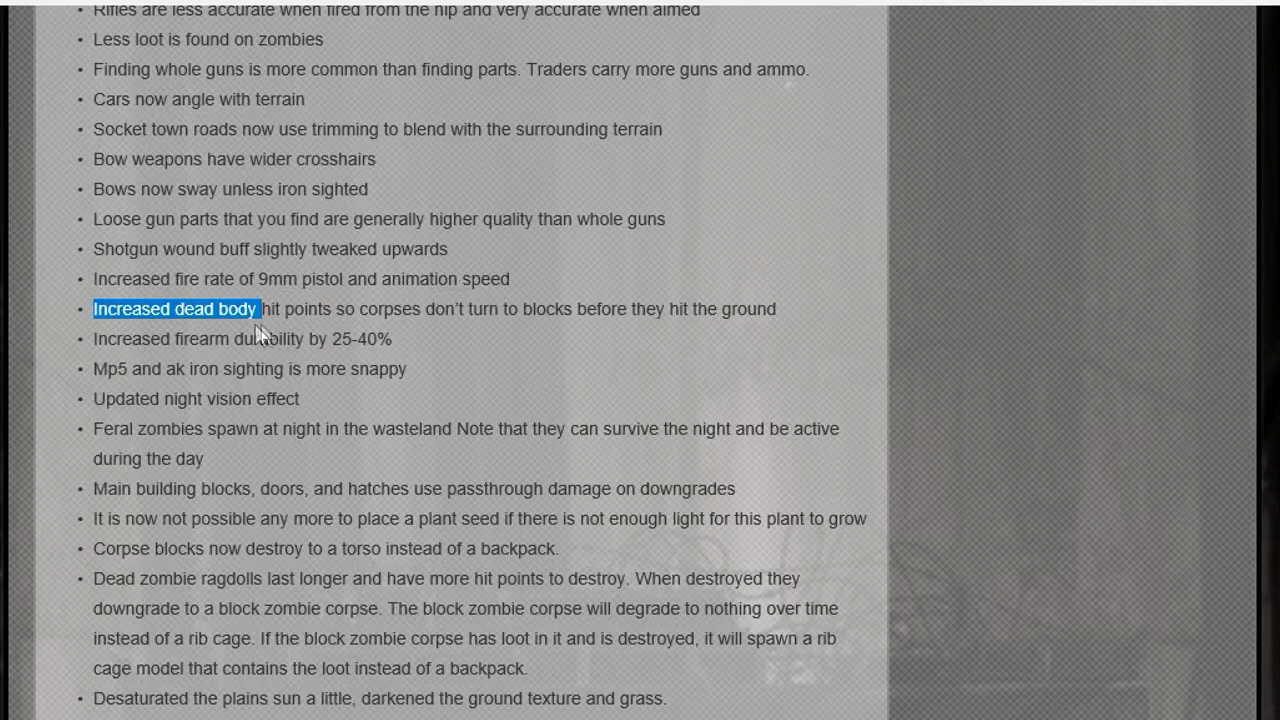 Rifles are less accurate when fired from the hip and very accurate when aimed
• Less loot is found on zombies
• Finding whole guns is more common than finding parts. Traders carry more guns and ammo.
• Cars now angle with terrain
• Socket town roads now use trimming to blend with the surrounding terrain
• Bow weapons have wider crosshairs
• Bows now sway unless iron sighted
• Loose gun parts that you find are generally higher quality than whole guns
• Shotgun wound buff slightly tweaked upwards
• Increased fire rate of 9mm pistol and animation speed
• Increased dead body hit points so corpses don't turn to blocks before they hit the ground
• Increased firearm durability by 25-40%
• Mp5 and ak iron sighting is more snappy
• Updated night vision effect
• Feral zombies spawn at night in the wasteland Note that they can survive the night and be active
during the day
• Main building blocks, doors, and hatches use passthrough damage on downgrades
• It is now not possible any more to place a plant seed if there is not enough light for this plant to grow
• Corpse blocks now destroy to a torso instead of a backpack.
• Dead zombie ragdolls last longer and have more hit points to destroy. When destroyed they
downgrade to a block zombie corpse. The block zombie corpse will degrade to nothing over time
instead of a rib cage. If the block zombie corpse has loot in it and is destroyed, it will spawn a rib
cage model that contains the loot instead of a backpack.
• Desaturated the plains sun a little, darkened the ground texture and grass.